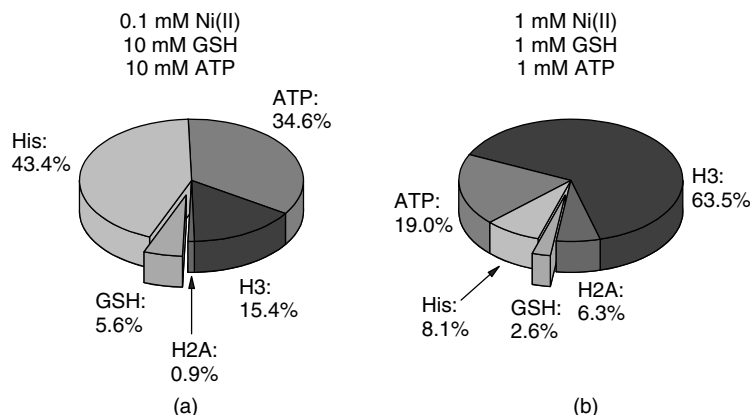 0.1 mM Ni(II)
10 mM GSH
10 mM ATP
ATP:
34.6%
His:
43.4%
GSH:
5.6%
H3:
15.4%
H2A:
0.9%
(a)
1 mM Ni(II)
1 mM GSH
1 mM ATP
H3:
63.5%
ATP:
19.0%
His:
8.1%
GSH:
2.6%
H2A:
6.3%
(b)